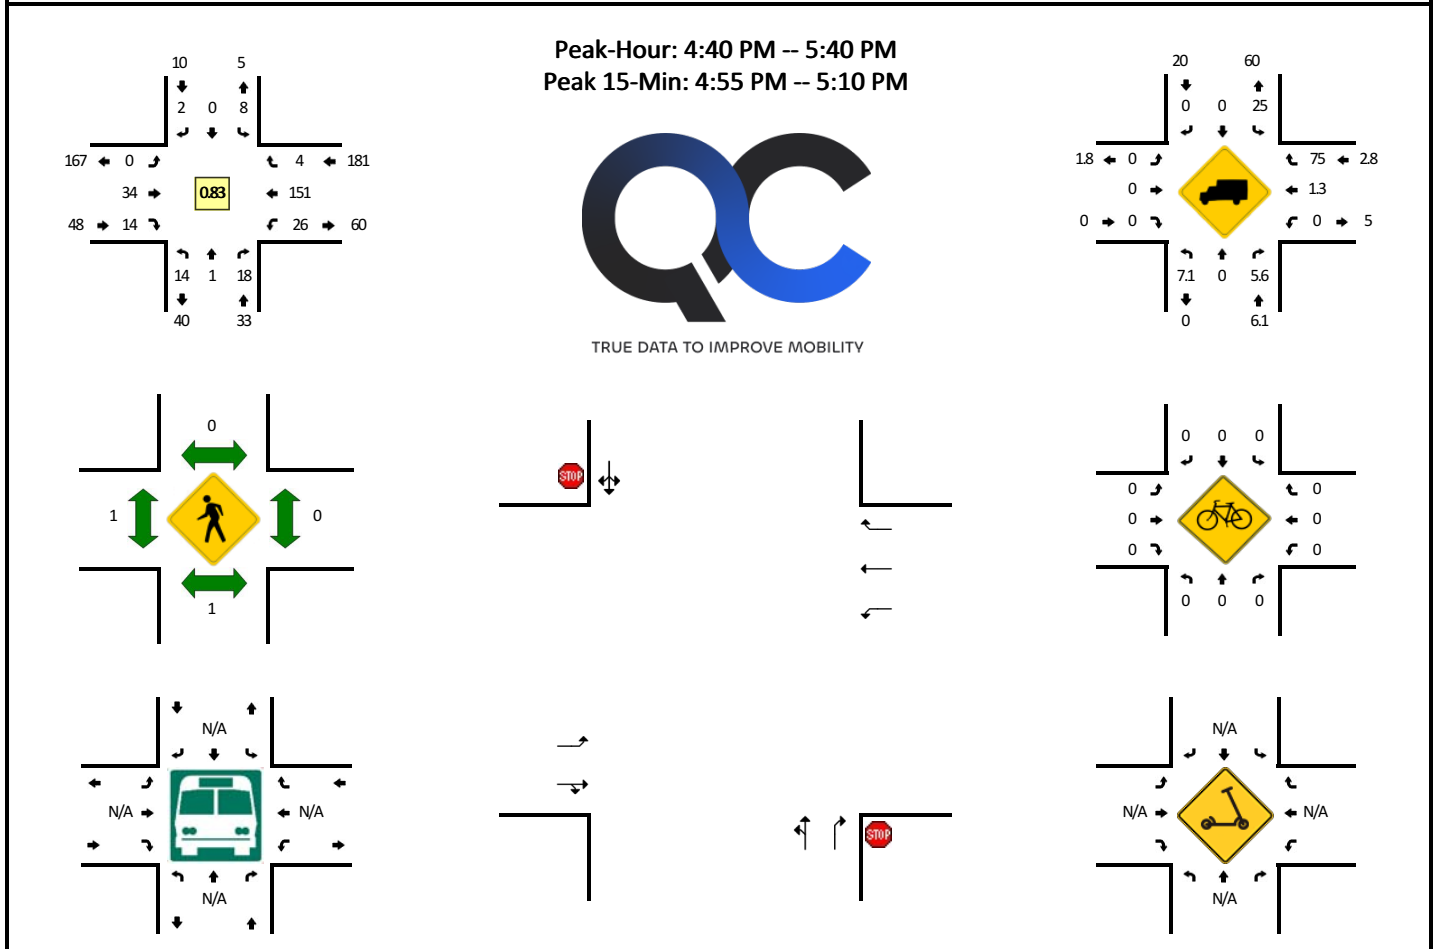 Peak-Hour: 4:40 PM -- 5:40 PM
Peak 15-Min: 4:55 PM -- 5:10 PM
10 5
2 0 8
167 0 4 181
34 0.83 151
48 14 26 60
14 1 18
40 33
QC
TRUE DATA TO IMPROVE MOBILITY
20 60
0 0 25
1.8 0 75 2.8
0 1.3
0 0 0 5
7.1 0 5.6
0 6.1
0
1 0
1
STOP
STOP
0 0 0
0 0
0 0
0 0
0 0 0
N/A
N/A N/A
N/A
N/A
N/A N/A
N/A